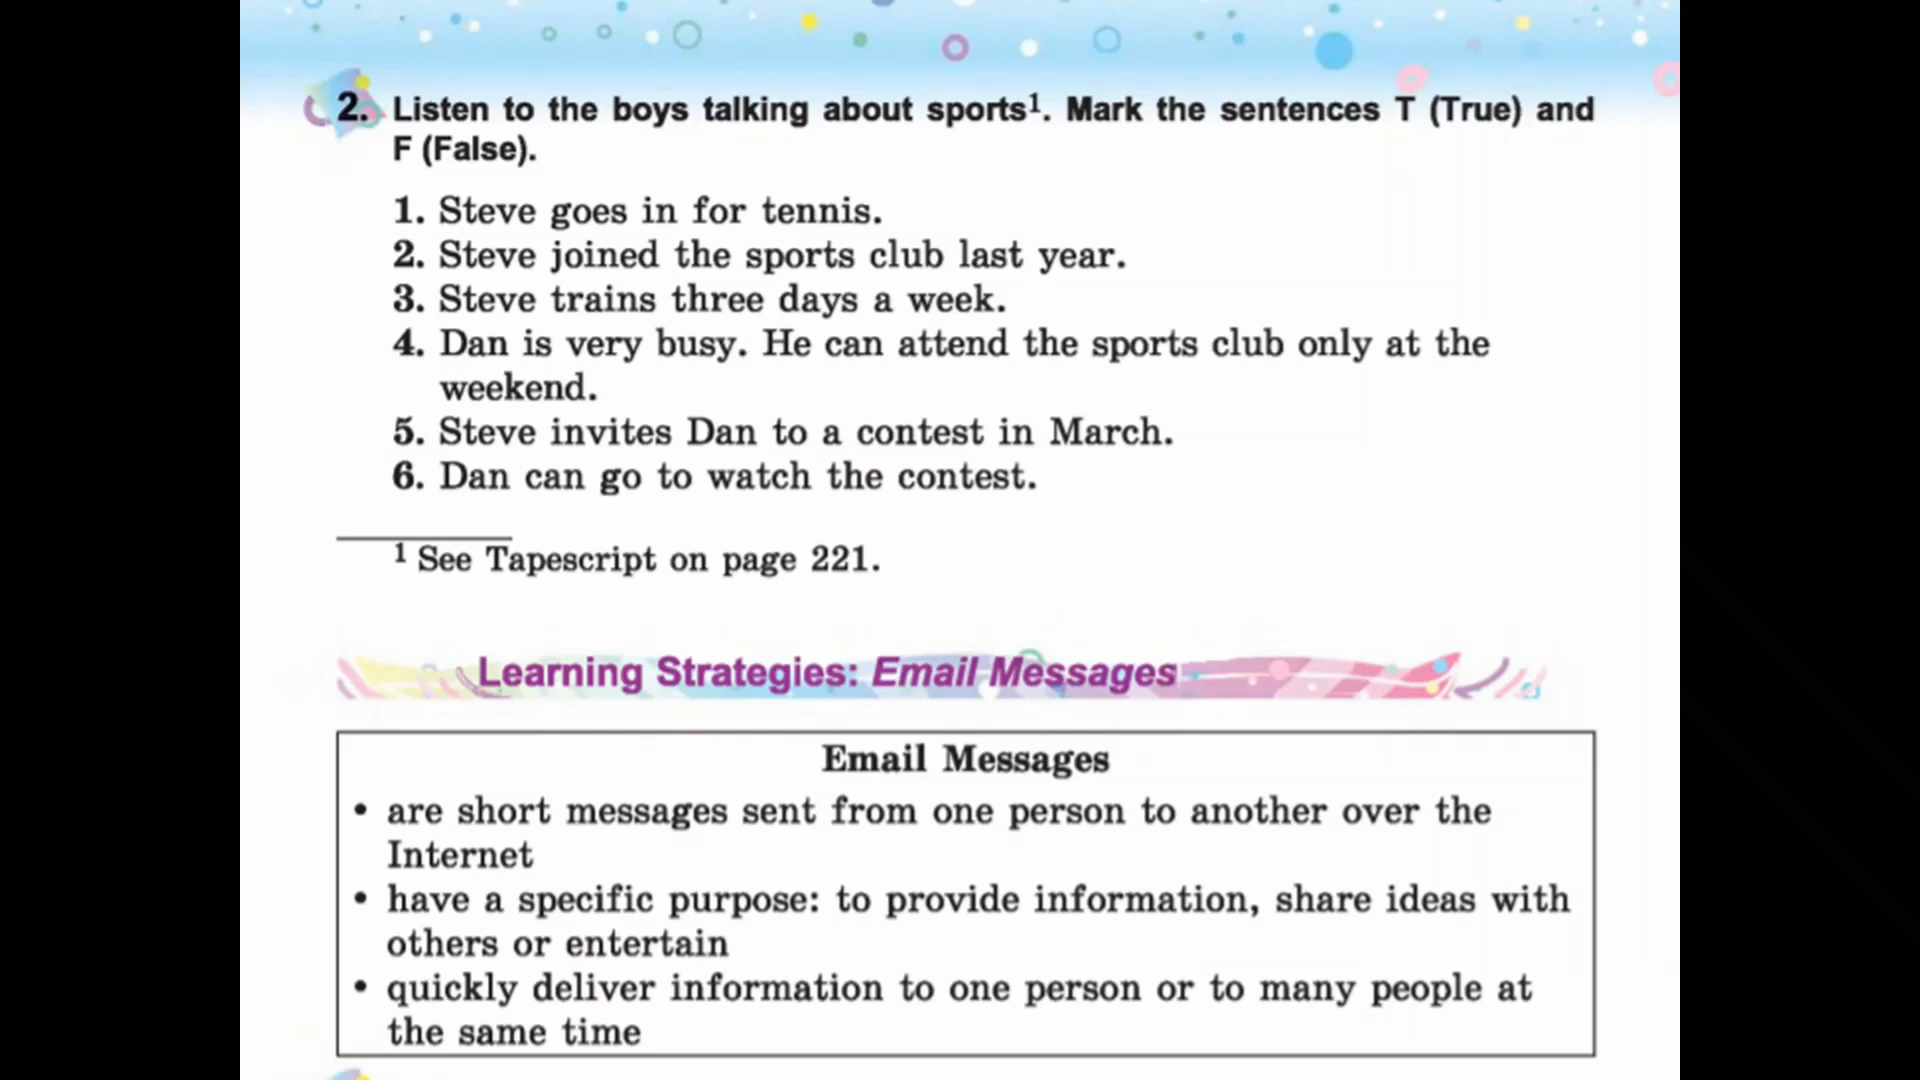 2. Listen to the boys talking about sports¹. Mark the sentences T (True) and
F (False).
1. Steve goes in for tennis.
2. Steve joined the sports club last year.
3. Steve trains three days a week.
4. Dan is very busy. He can attend the sports club only at the
weekend.
5. Steve invites Dan to a contest in March.
6. Dan can go to watch the contest.
¹ See Tapescript on page 221.
Learning Strategies: Email Messages
Email Messages
• are short messages sent from one person to another over the
Internet
• have a specific purpose: to provide information, share ideas with
others or entertain
• quickly deliver information to one person or to many people at
the same time